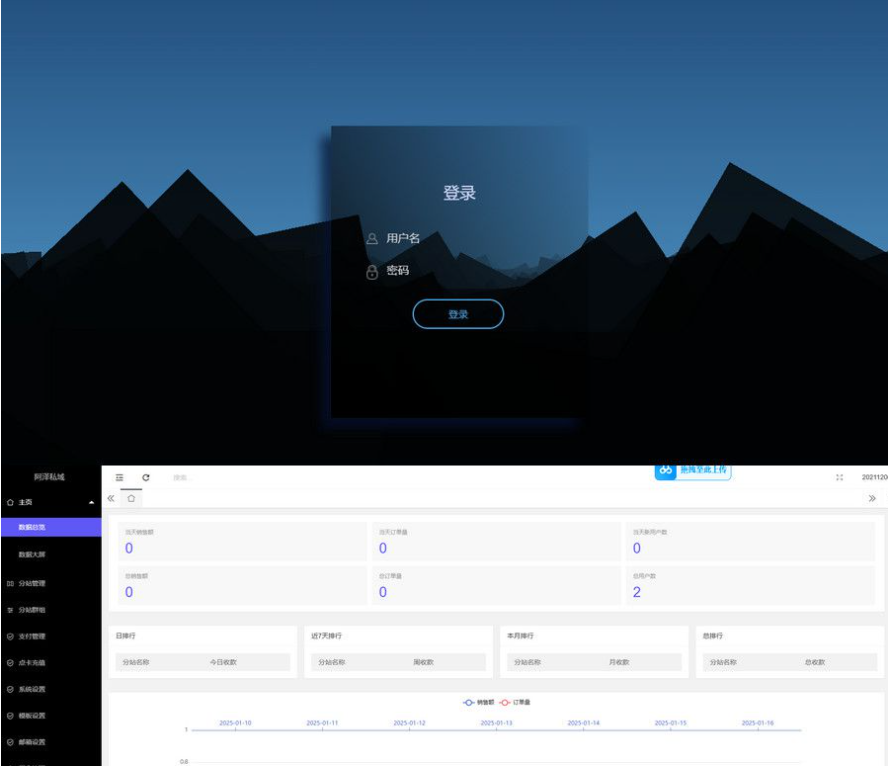 登录
用户名
密码
登录
阿泽私域
搜索...
拖拽至此上传
2021120
主页
数据总览
数据大屏
分站管理
分站群组
支付管理
点卡充值
系统设置
模板设置
邮箱设置
当天销售额
0
当天订单量
0
当天新用户数
0
总销售额
0
总订单量
0
总用户数
2
日排行
分站名称 今日收款
近7天排行
分站名称 周收款
本月排行
分站名称 月收款
总排行
分站名称 总收款
销售额 订单量
2025-01-10 2025-01-11 2025-01-12 2025-01-13 2025-01-14 2025-01-15 2025-01-16
1
0.8